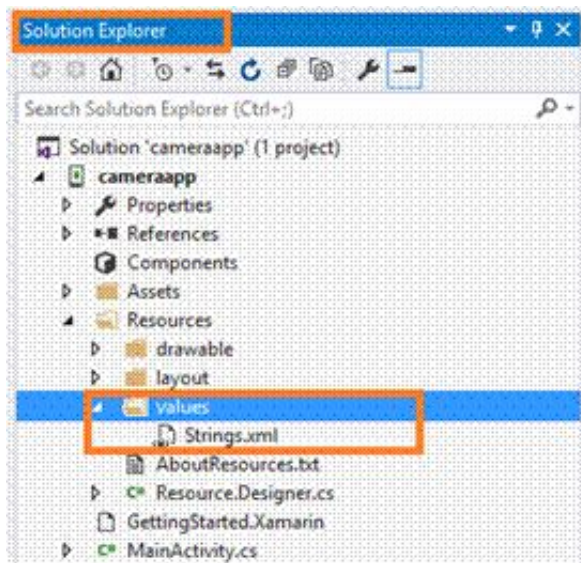 Solution Explorer
Search Solution Explorer (Ctrl+;)
Solution 'cameraapp' (1 project)
cameraapp
Properties
References
Components
Assets
Resources
drawable
layout
values
Strings.xml
AboutResources.txt
C# Resource.Designer.cs
GettingStarted.Xamarin
C# MainActivity.cs